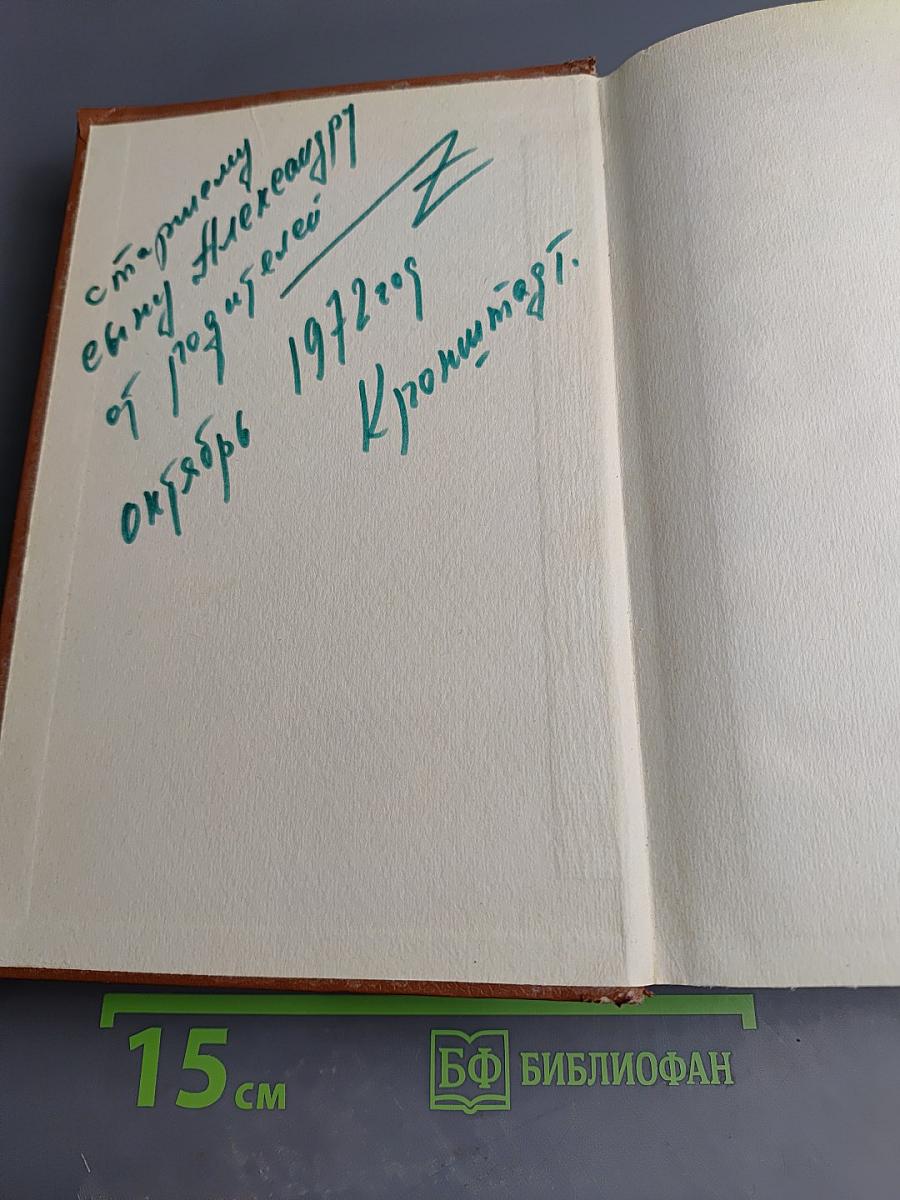 старшему
сыну Александру
от родителей
октябрь 1972 год
Кронштадт.
15 см
БФ БИБЛИОФАН